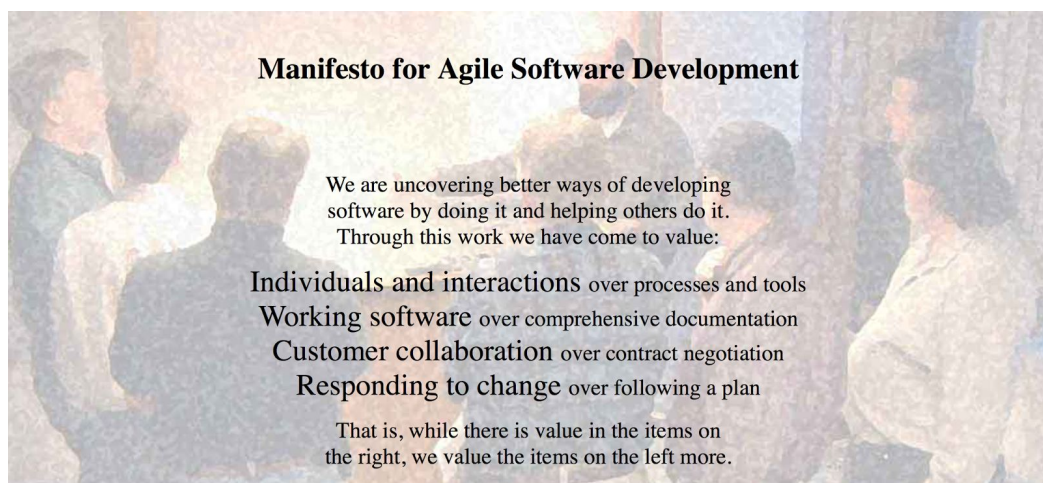 Manifesto for Agile Software Development
We are uncovering better ways of developing
software by doing it and helping others do it.
Through this work we have come to value:
Individuals and interactions over processes and tools
Working software over comprehensive documentation
Customer collaboration over contract negotiation
Responding to change over following a plan
That is, while there is value in the items on
the right, we value the items on the left more.